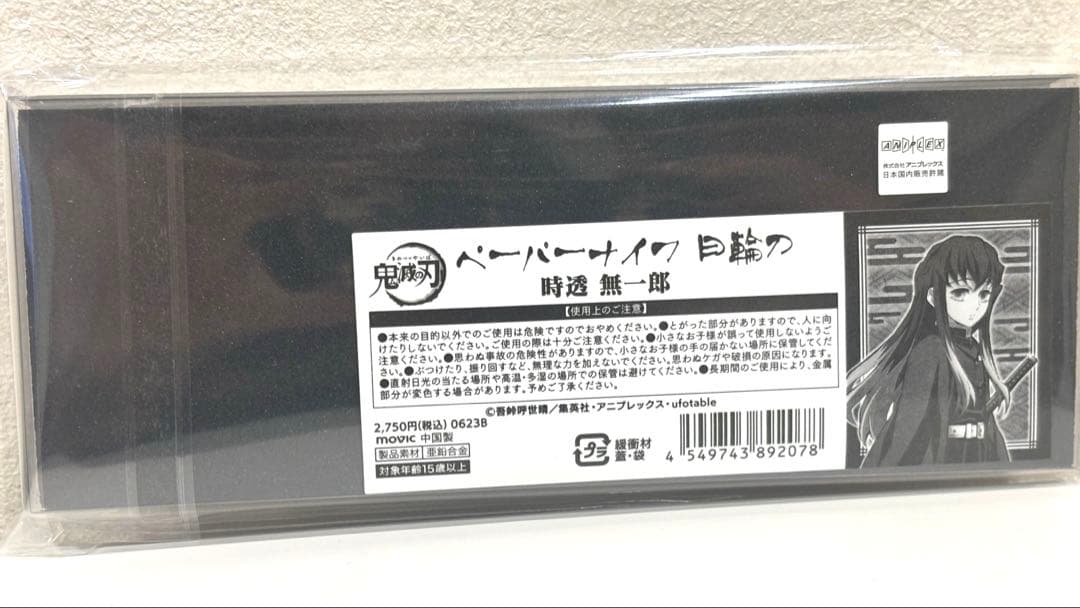 ANIPLEX
株式会社アニプレックス
日本国内販売許諾
きめつのやいば
鬼滅の刃
ペーパーナイフ 日輪刀
時透 無一郎
【使用上のご注意】
●本来の目的以外でのご使用は危険ですのでおやめください。●とがった部分がありますので、人に向
けたりしないでください。ご使用の際は十分ご注意ください。●小さなお子様が誤って使用しないようご
注意ください。●思わぬ事故の危険性がありますので、小さなお子様の手の届かない場所に保管してくだ
さい。●ぶつけたり、振り回すなど、無理な力を加えないでください。思わぬケガや破損の原因になります。
●直射日光の当たる場所や高温・多湿の場所での保管は避けてください。●長期間のご使用により、金属
部分が変色する場合があります。予めご了承ください。
©吾峠呼世晴／集英社・アニプレックス・ufotable
2,750円(税込) 0623B
movic 中国製
製品素材 亜鉛合金
対象年齢15歳以上
プラ
緩衝材
蓋・袋
4 549743 892078